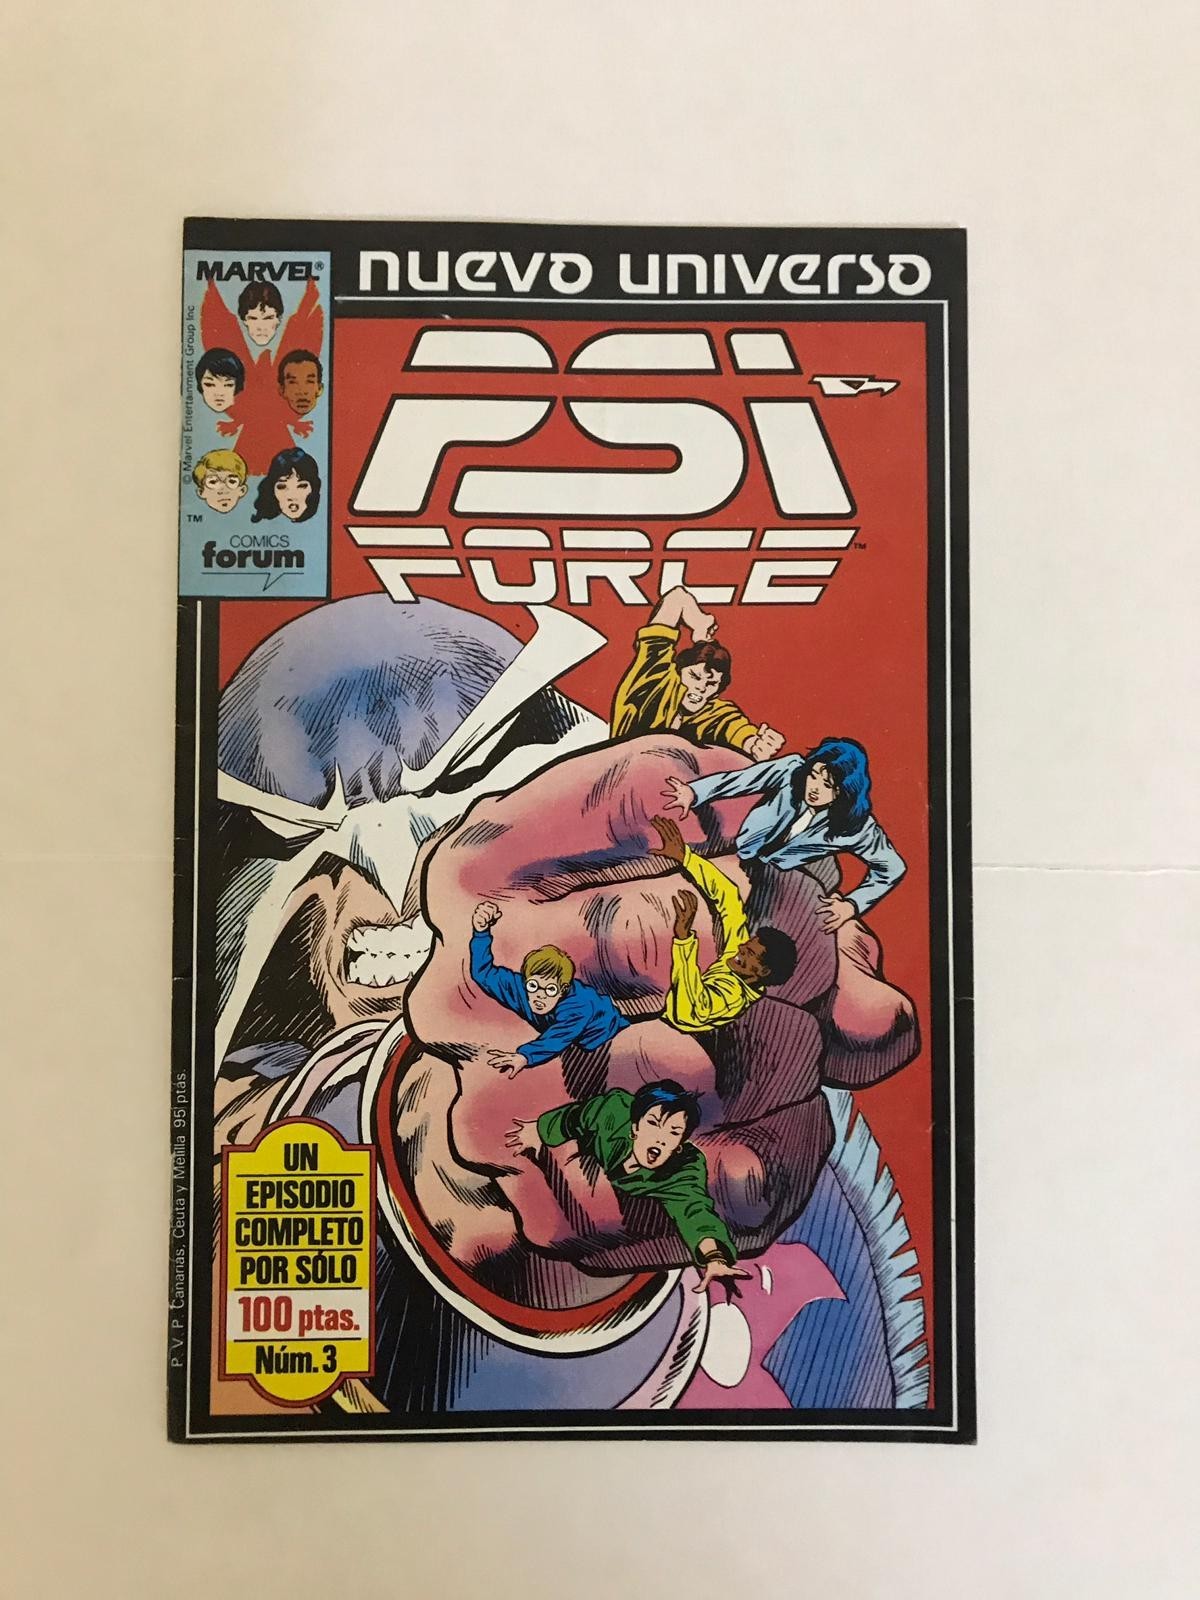 nuevo universo
MARVEL®
© Marvel Entertainment Group Inc
TM
COMICS
forum
PSI
FORCE TM
UN
EPISODIO
COMPLETO
POR SÓLO
100 ptas.
Núm. 3
P. V. P. Canarias, Ceuta y Melilla 95 ptás.